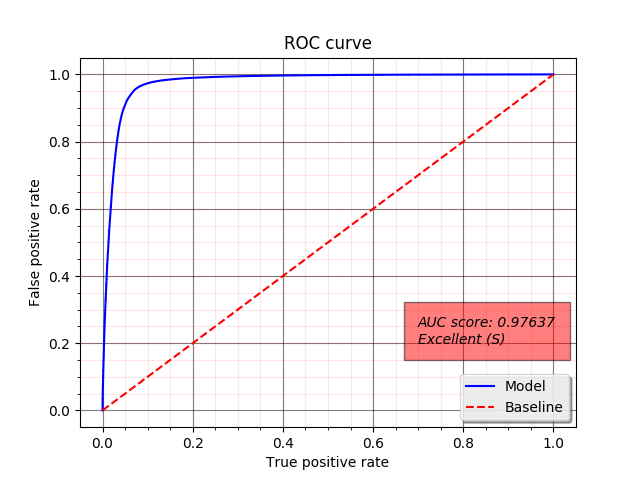 ROC curve
False positive rate
1.0
0.8
0.6
0.4
0.2
0.0
AUC score: 0.97637
Excellent (S)
Model
Baseline
0.0 0.2 0.4 0.6 0.8 1.0
True positive rate